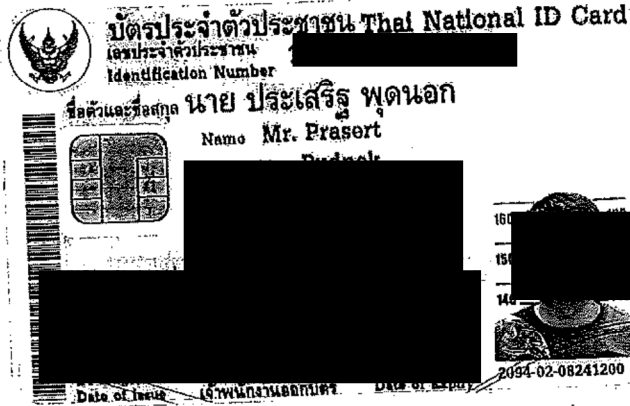 บัตรประจำตัวประชาชน Thai National ID Card
เลขประจำตัวประชาชน
Identification Number
ชื่อตัวและชื่อสกุล นาย ประเสริฐ พุดนอก
Name Mr. Prasert
160
150
140
2094-02-08241200
Date of Issue เจ้าพนักงานออกบัตร Date of Expiry